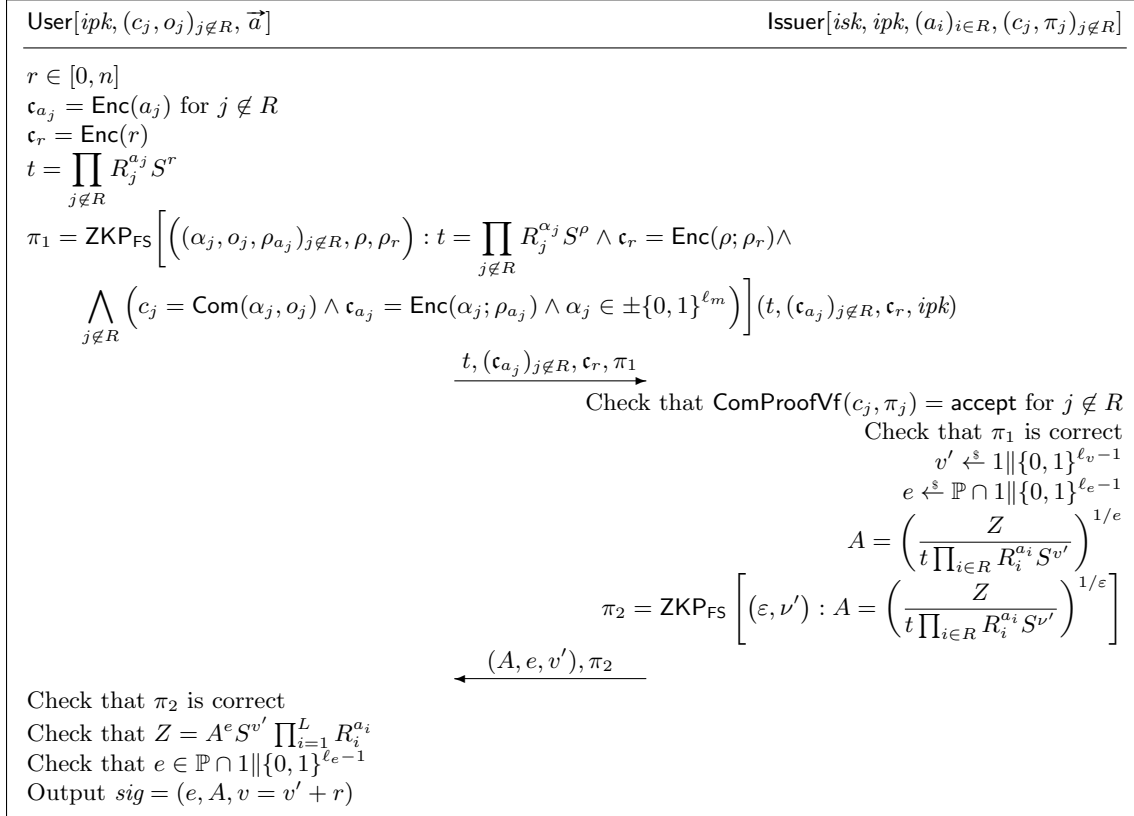 User[ipk, (c_j, o_j)_{j∉R}, \vec{a}] Issuer[isk, ipk, (a_i)_{i∈R}, (c_j, π_j)_{j∉R}]
r ∈ [0, n]
𝔠_{a_j} = Enc(a_j) for j ∉ R
𝔠_r = Enc(r)
t = ∏_{j∉R} R_j^{a_j} S^r
π_1 = ZKP_{FS}[((α_j, o_j, ρ_{a_j})_{j∉R}, ρ, ρ_r) : t = ∏_{j∉R} R_j^{α_j} S^ρ ∧ 𝔠_r = Enc(ρ; ρ_r)∧
⋀_{j∉R} (c_j = Com(α_j, o_j) ∧ 𝔠_{a_j} = Enc(α_j; ρ_{a_j}) ∧ α_j ∈ ±{0, 1}^{ℓ_m})](t, (𝔠_{a_j})_{j∉R}, 𝔠_r, ipk)
t, (𝔠_{a_j})_{j∉R}, 𝔠_r, π_1
Check that ComProofVf(c_j, π_j) = accept for j ∉ R
Check that π_1 is correct
v' ←$ 1‖{0, 1}^{ℓ_v−1}
e ←$ ℙ ∩ 1‖{0, 1}^{ℓ_e−1}
A = (Z / (t ∏_{i∈R} R_i^{a_i} S^{v'}))^{1/e}
π_2 = ZKP_{FS}[(ε, ν') : A = (Z / (t ∏_{i∈R} R_i^{a_i} S^{ν'}))^{1/ε}]
(A, e, v'), π_2
Check that π_2 is correct
Check that Z = A^e S^{v'} ∏_{i=1}^{L} R_i^{a_i}
Check that e ∈ ℙ ∩ 1‖{0, 1}^{ℓ_e−1}
Output sig = (e, A, v = v' + r)